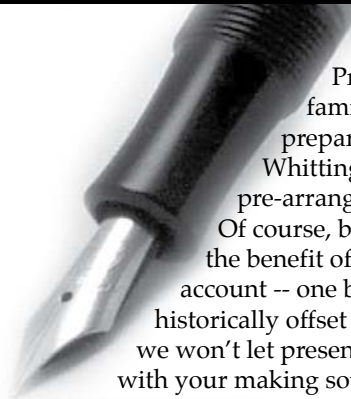 Pr
fami
prepar
Whitting
pre-arrang
Of course, b
the benefit of
account -- one b
historically offset
we won't let presen
with your making so